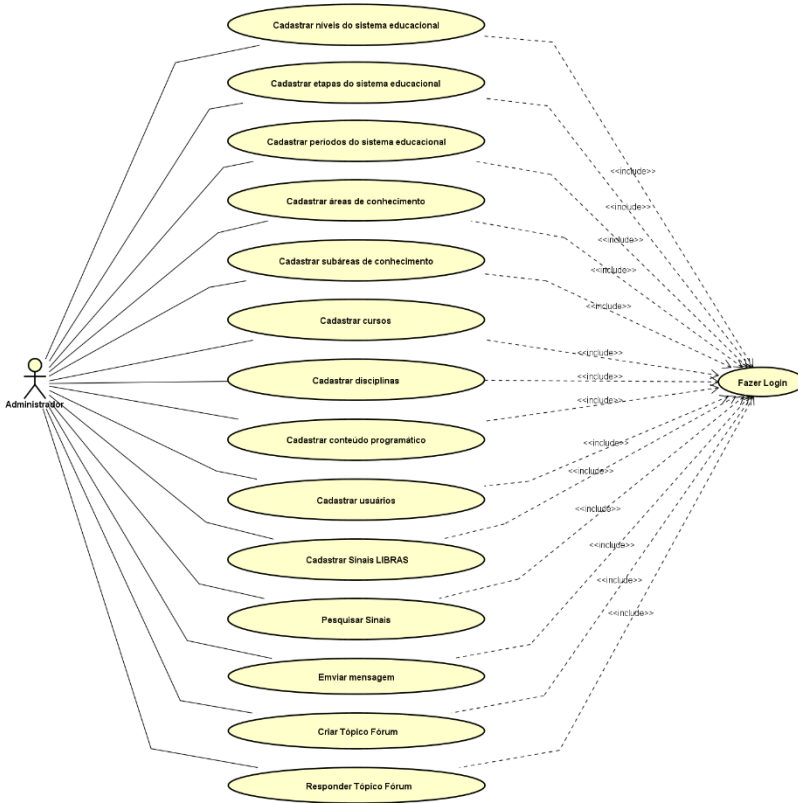 Cadastrar níveis do sistema educacional
Cadastrar etapas do sistema educacional
Cadastrar períodos do sistema educacional
<<include>>
Cadastrar áreas de conhecimento
<<include>>
<<include>>
Cadastrar subáreas de conhecimento
<<include>>
<<include>>
Cadastrar cursos
<<include>>
Administrador
Cadastrar disciplinas
<<include>>
Fazer Login
<<include>>
Cadastrar conteúdo programático
<<include>>
<<include>>
Cadastrar usuários
<<include>>
<<include>>
Cadastrar Sinais LIBRAS
<<include>>
<<include>>
Pesquisar Sinais
Emviar mensagem
Criar Tópico Fórum
Responder Tópico Fórum